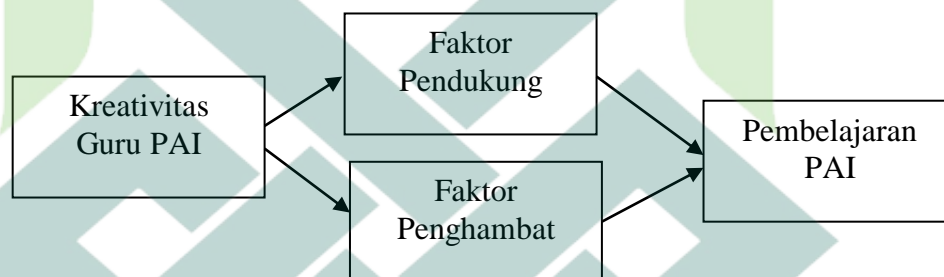 Kreativitas
Guru PAI
Faktor
Pendukung
Faktor
Penghambat
Pembelajaran
PAI